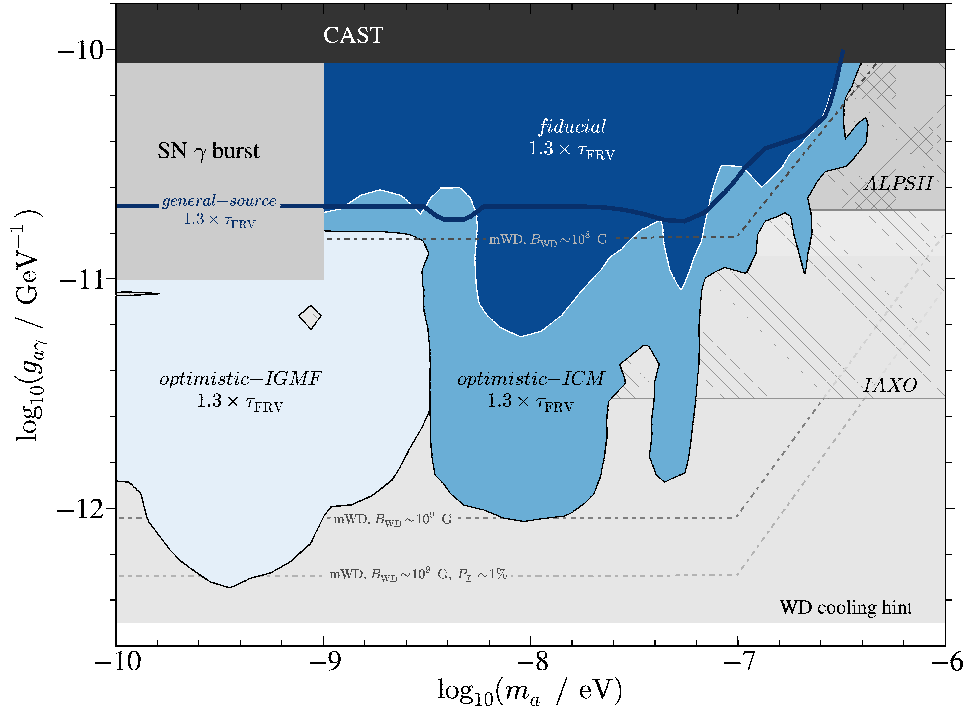 CAST
−10
fiducial
1.3 × τFRV
SN γ burst
ALPSII
general−source
1.3 × τFRV
mWD, BWD ∼10⁸ G
−11
log10(gaγ / GeV−1)
optimistic−IGMF
1.3 × τFRV
optimistic−ICM
1.3 × τFRV
IAXO
−12
mWD, BWD ∼10⁹ G
mWD, BWD ∼10⁹ G, PL ∼1%
WD cooling hint
−10 −9 −8 −7 −6
log10(ma / eV)